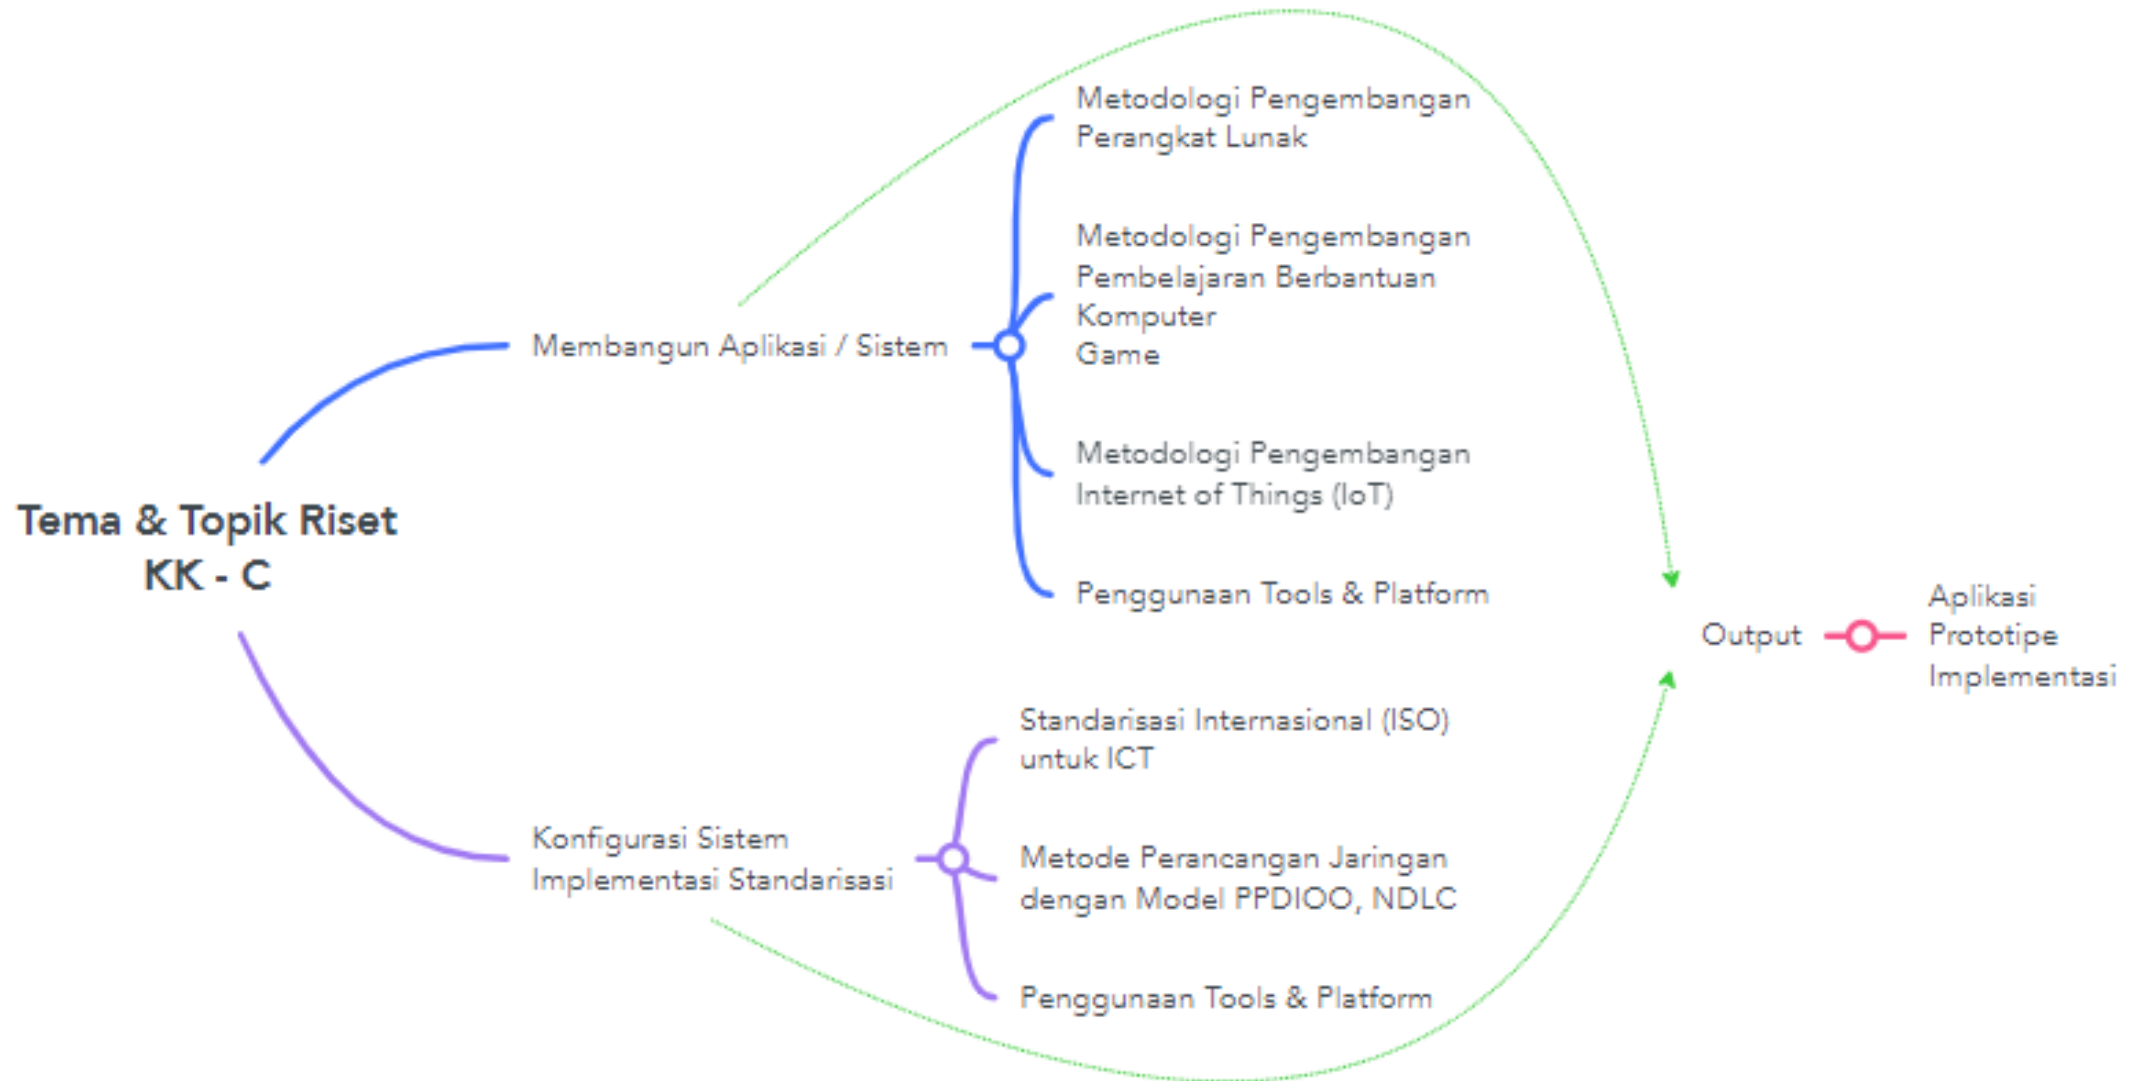 Tema & Topik Riset
KK - C
Membangun Aplikasi / Sistem
Metodologi Pengembangan
Perangkat Lunak
Metodologi Pengembangan
Pembelajaran Berbantuan
Komputer
Game
Metodologi Pengembangan
Internet of Things (IoT)
Penggunaan Tools & Platform
Konfigurasi Sistem
Implementasi Standarisasi
Standarisasi Internasional (ISO)
untuk ICT
Metode Perancangan Jaringan
dengan Model PPDIOO, NDLC
Penggunaan Tools & Platform
Output
Aplikasi
Prototipe
Implementasi